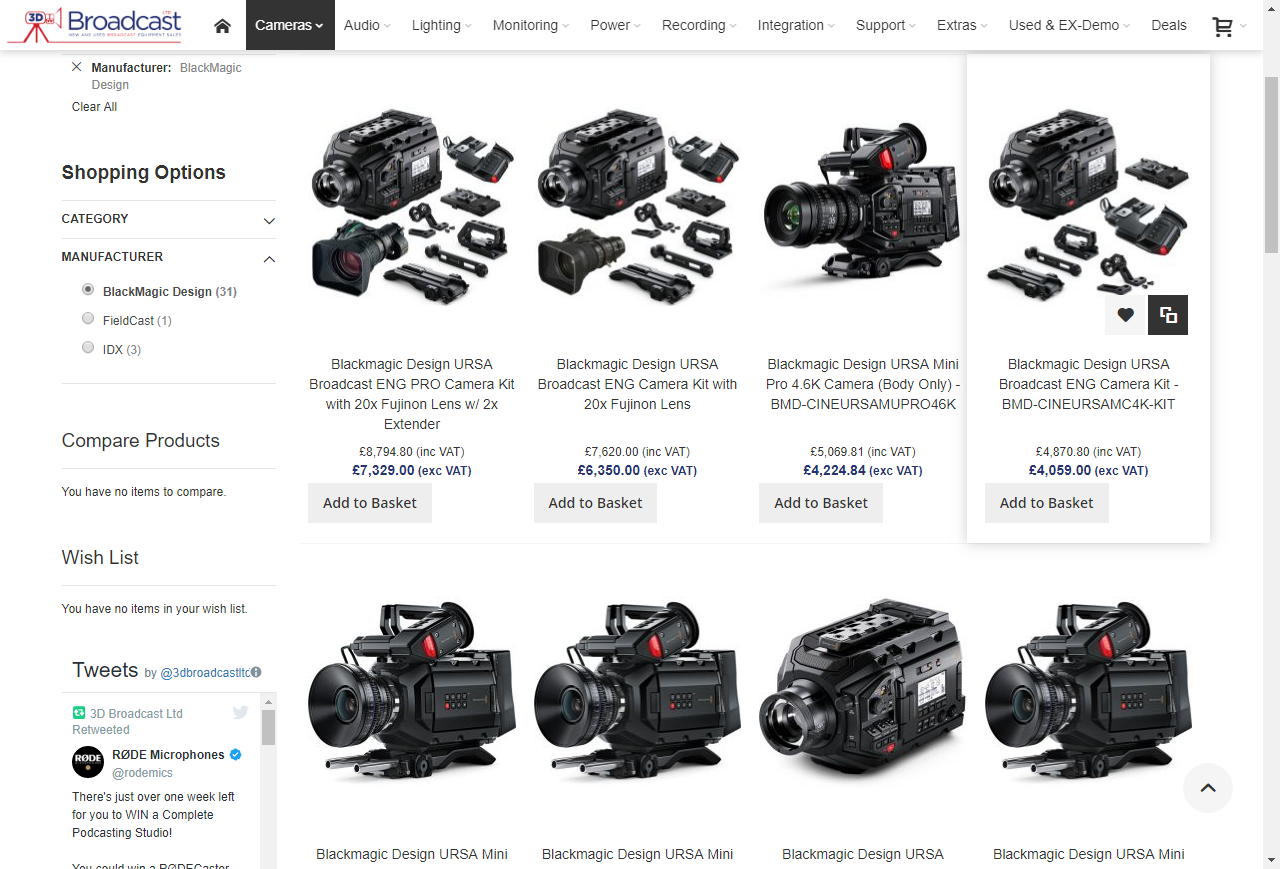 3D Broadcast LTD
NEW AND USED BROADCAST EQUIPMENT SALES
Cameras
Audio
Lighting
Monitoring
Power
Recording
Integration
Support
Extras
Used & EX-Demo
Deals
Manufacturer: BlackMagic
Design
Clear All
Shopping Options
CATEGORY
MANUFACTURER
BlackMagic Design (31)
FieldCast (1)
IDX (3)
Compare Products
You have no items to compare.
Wish List
You have no items in your wish list.
Tweets by @3dbroadcastltd
3D Broadcast Ltd
Retweeted
RØDE
RØDE Microphones
@rodemics
There's just over one week left
for you to WIN a Complete
Podcasting Studio!
You could win a RØDECaster
Blackmagic Design URSA
Broadcast ENG PRO Camera Kit
with 20x Fujinon Lens w/ 2x
Extender
£8,794.80 (inc VAT)
£7,329.00 (exc VAT)
Add to Basket
Blackmagic Design URSA
Broadcast ENG Camera Kit with
20x Fujinon Lens
£7,620.00 (inc VAT)
£6,350.00 (exc VAT)
Add to Basket
Blackmagic Design URSA Mini
Pro 4.6K Camera (Body Only) -
BMD-CINEURSAMUPRO46K
£5,069.81 (inc VAT)
£4,224.84 (exc VAT)
Add to Basket
Blackmagic Design URSA
Broadcast ENG Camera Kit -
BMD-CINEURSAMC4K-KIT
£4,870.80 (inc VAT)
£4,059.00 (exc VAT)
Add to Basket
Blackmagic Design URSA Mini
Blackmagic Design URSA Mini
Blackmagic Design URSA
Blackmagic Design URSA Mini